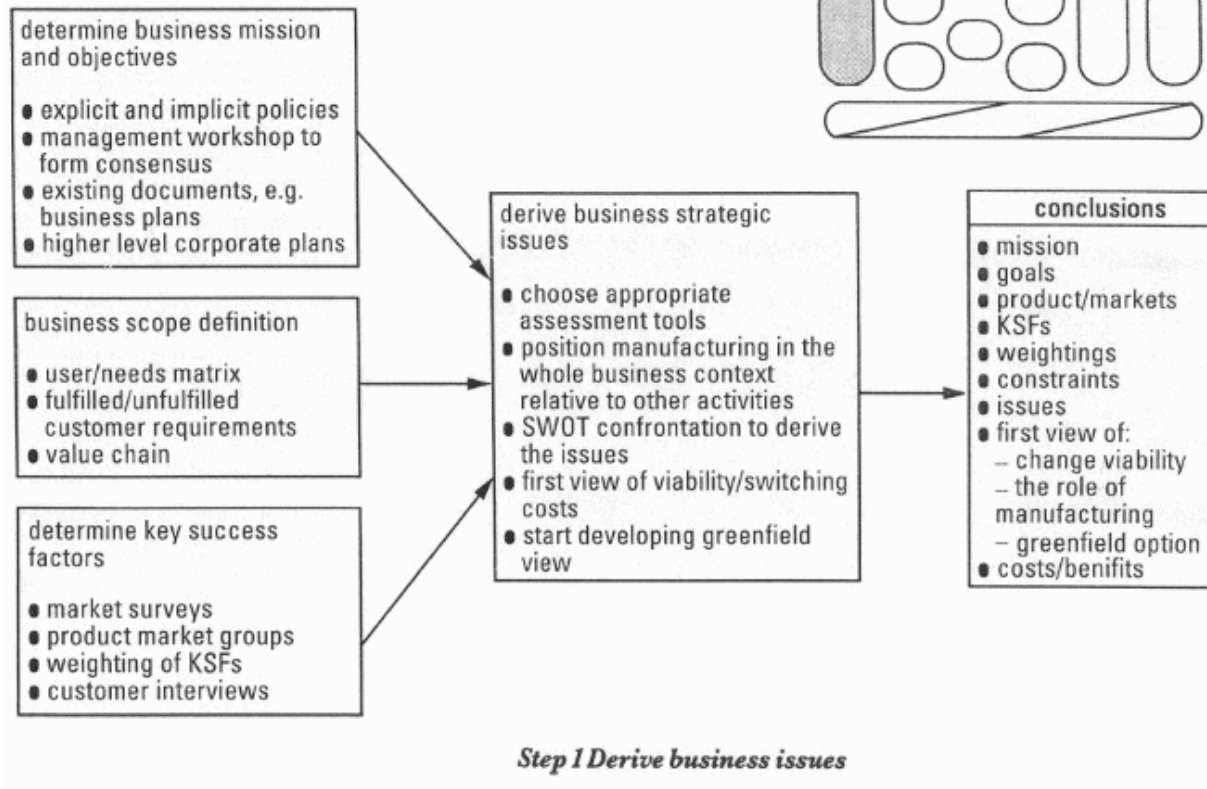 determine business mission
and objectives
● explicit and implicit policies
● management workshop to
form consensus
● existing documents, e.g.
business plans
● higher level corporate plans
business scope definition
● user/needs matrix
● fulfilled/unfulfilled
customer requirements
● value chain
determine key success
factors
● market surveys
● product market groups
● weighting of KSFs
● customer interviews
derive business strategic
issues
● choose appropriate
assessment tools
● position manufacturing in the
whole business context
relative to other activities
● SWOT confrontation to derive
the issues
● first view of viability/switching
costs
● start developing greenfield
view
conclusions
● mission
● goals
● product/markets
● KSFs
● weightings
● constraints
● issues
● first view of:
– change viability
– the role of
manufacturing
– greenfield option
● costs/benifits
Step 1 Derive business issues